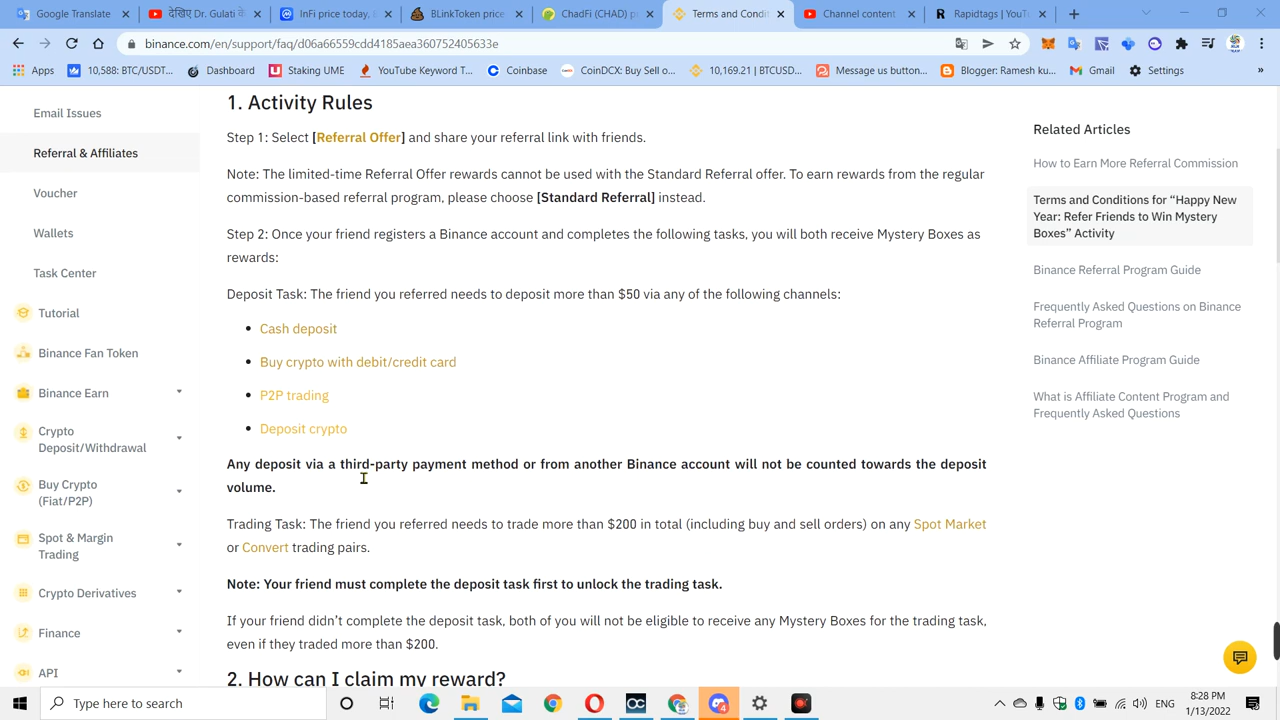 Dr. Gulati
InFi price today,
BLinkToken price
ChadFi (CHAD) p
Terms and Condit
Channel content
Rapidtags | YouT
binance.com/en/support/faq/d06a66559cdd4185aea360752405633e
Apps
10,588: BTC/USDT...
Dashboard
Staking UME
YouTube Keyword T...
Coinbase
CoinDCX: Buy Sel o...
10,169.21 | BTCUSD...
Message us button...
Blogger: Ramesh ku...
Gmail
Settings
»
Email Issues
Referral & Affiliates
Voucher
Wallets
Task Center
Tutorial
Binance Fan Token
Binance Earn
Crypto
Deposit/Withdrawal
Buy Crypto
(Fiat/P2P)
Spot & Margin
Trading
Crypto Derivatives
Finance
API
1. Activity Rules
Step 1: Select [Referral Offer] and share your referral link with friends.
Note: The limited-time Referral Offer rewards cannot be used with the Standard Referral offer. To earn rewards from the regular
commission-based referral program, please choose [Standard Referral] instead.
Step 2: Once your friend registers a Binance account and completes the following tasks, you will both receive Mystery Boxes as
rewards:
Deposit Task: The friend you referred needs to deposit more than $50 via any of the following channels:
• Cash deposit
• Buy crypto with debit/credit card
• P2P trading
• Deposit crypto
Any deposit via a third-party payment method or from another Binance account will not be counted towards the deposit
volume.
Trading Task: The friend you referred needs to trade more than $200 in total (including buy and sell orders) on any Spot Market
or Convert trading pairs.
Note: Your friend must complete the deposit task first to unlock the trading task.
If your friend didn't complete the deposit task, both of you will not be eligible to receive any Mystery Boxes for the trading task,
even if they traded more than $200.
2. How can I claim my reward?
Related Articles
How to Earn More Referral Commission
Terms and Conditions for “Happy New
Year: Refer Friends to Win Mystery
Boxes” Activity
Binance Referral Program Guide
Frequently Asked Questions on Binance
Referral Program
Binance Affiliate Program Guide
What is Affiliate Content Program and
Frequently Asked Questions
Type here to search
4
ENG
8:28 PM
1/13/2022